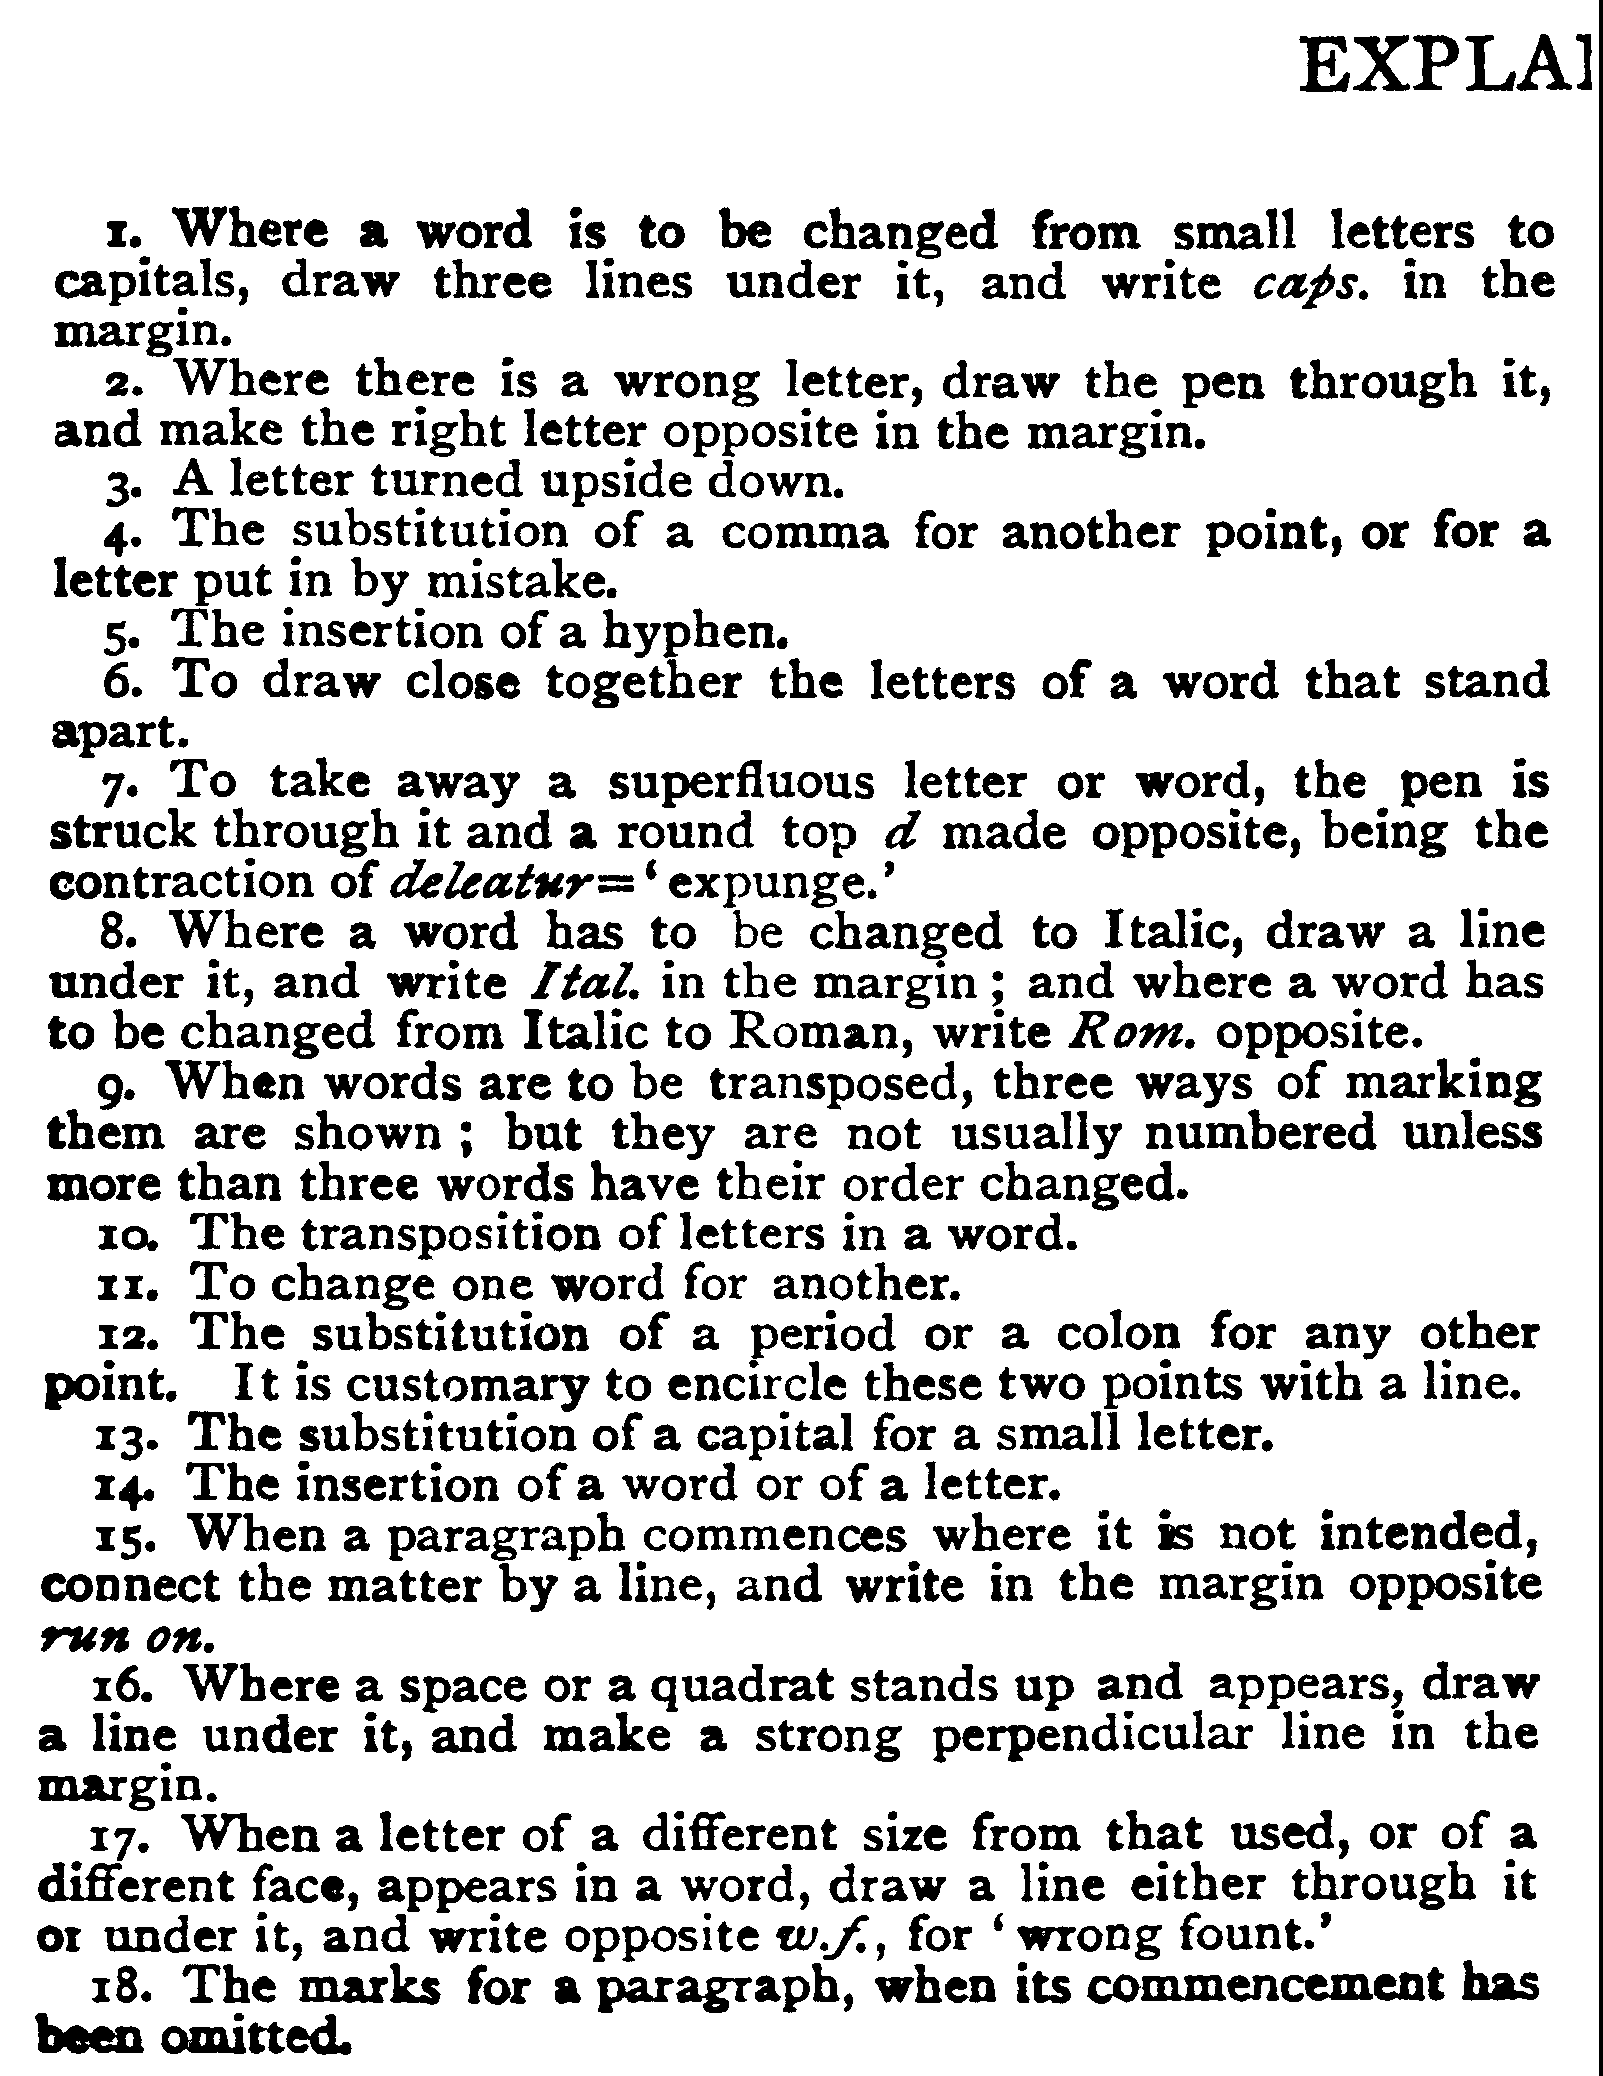 EXPLA
1. Where a word is to be changed from small letters to
capitals, draw three lines under it, and write caps. in the
margin.
2. Where there is a wrong letter, draw the pen through it,
and make the right letter opposite in the margin.
3. A letter turned upside down.
4. The substitution of a comma for another point, or for a
letter put in by mistake.
5. The insertion of a hyphen.
6. To draw close together the letters of a word that stand
apart.
7. To take away a superfluous letter or word, the pen is
struck through it and a round top d made opposite, being the
contraction of deleatur=‘expunge.’
8. Where a word has to be changed to Italic, draw a line
under it, and write Ital. in the margin; and where a word has
to be changed from Italic to Roman, write Rom. opposite.
9. When words are to be transposed, three ways of marking
them are shown; but they are not usually numbered unless
more than three words have their order changed.
10. The transposition of letters in a word.
11. To change one word for another.
12. The substitution of a period or a colon for any other
point. It is customary to encircle these two points with a line.
13. The substitution of a capital for a small letter.
14. The insertion of a word or of a letter.
15. When a paragraph commences where it is not intended,
connect the matter by a line, and write in the margin opposite
run on.
16. Where a space or a quadrat stands up and appears, draw
a line under it, and make a strong perpendicular line in the
margin.
17. When a letter of a different size from that used, or of a
different face, appears in a word, draw a line either through it
or under it, and write opposite w.f., for ‘wrong fount.’
18. The marks for a paragraph, when its commencement has
been omitted.